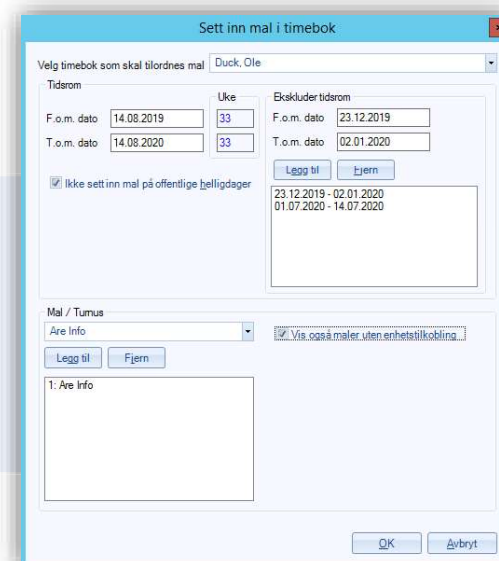 Sett inn mal i timebok
Velg timebok som skal tilordnes mal Duck, Ole
Tidsrom
Uke
F.o.m. dato 14.08.2019 33
T.o.m. dato 14.08.2020 33
Ikke sett inn mal på offentlige helligdager
Ekskluder tidsrom
F.o.m. dato 23.12.2019
T.o.m. dato 02.01.2020
Legg til Fjern
23.12.2019 - 02.01.2020
01.07.2020 - 14.07.2020
Mal / Turnus
Are Info
Vis også maler uten enhetstilkobling
Legg til Fjern
1: Are Info
OK Avbryt